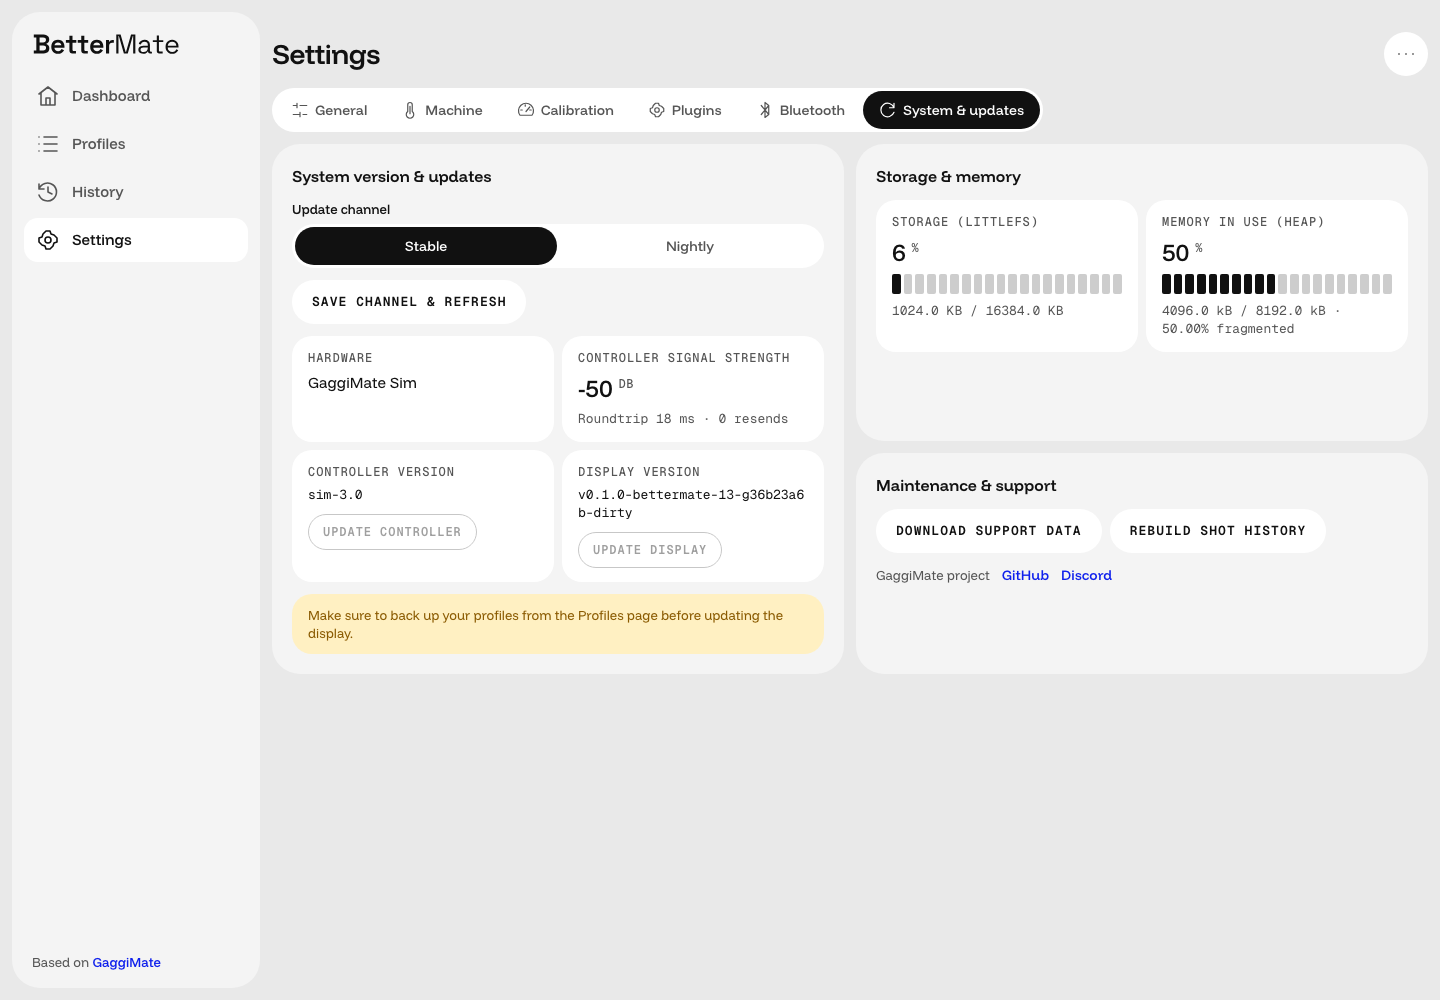 BetterMate
Dashboard
Profiles
History
Settings
Based on GaggiMate
Settings
...
General
Machine
Calibration
Plugins
Bluetooth
System & updates
System version & updates
Update channel
Stable
Nightly
SAVE CHANNEL & REFRESH
HARDWARE
GaggiMate Sim
CONTROLLER SIGNAL STRENGTH
-50 DB
Roundtrip 18 ms · 0 resends
CONTROLLER VERSION
sim-3.0
UPDATE CONTROLLER
DISPLAY VERSION
v0.1.0-bettermate-13-g36b23a6
b-dirty
UPDATE DISPLAY
Make sure to back up your profiles from the Profiles page before updating the
display.
Storage & memory
STORAGE (LITTLEFS)
6 %
1024.0 KB / 16384.0 KB
MEMORY IN USE (HEAP)
50 %
4096.0 kB / 8192.0 kB ·
50.00% fragmented
Maintenance & support
DOWNLOAD SUPPORT DATA
REBUILD SHOT HISTORY
GaggiMate project GitHub Discord